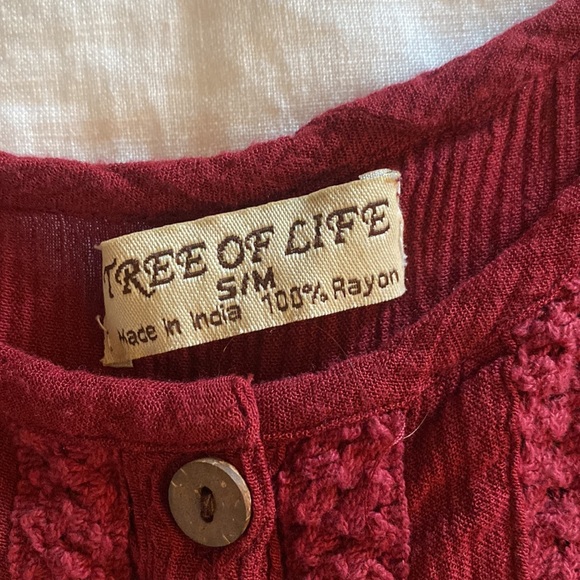 TREE OF LIFE
S/M
Made in India 100% Rayon